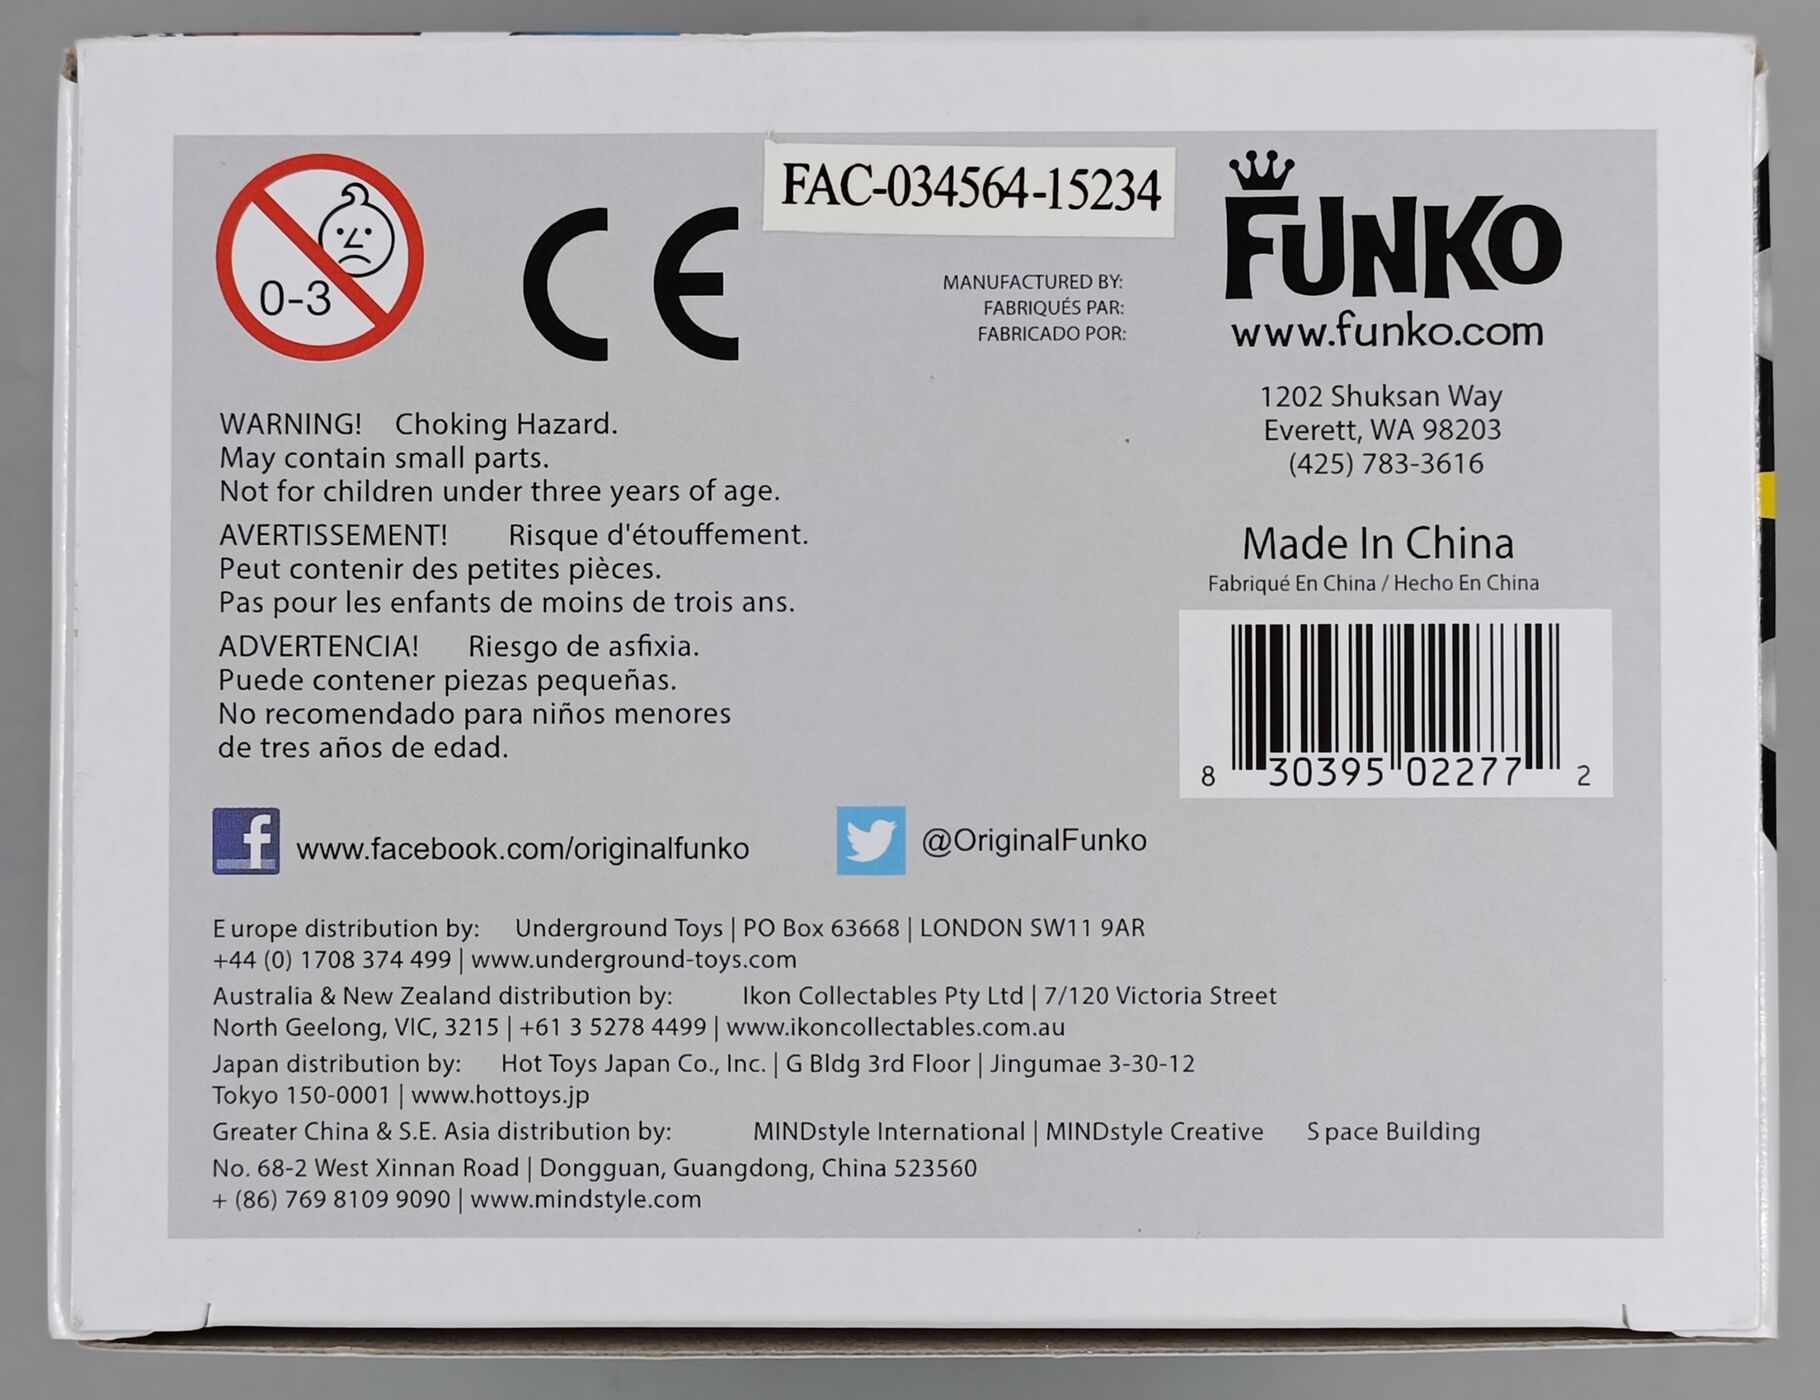 0-3
CE
FAC-034564-15234
FUNKO
www.funko.com
MANUFACTURED BY:
FABRIQUÉS PAR:
FABRICADO POR:
1202 Shuksan Way
Everett, WA 98203
(425) 783-3616
WARNING! Choking Hazard.
May contain small parts.
Not for children under three years of age.
AVERTISSEMENT! Risque d'étouffement.
Peut contenir des petites pièces.
Pas pour les enfants de moins de trois ans.
ADVERTENCIA! Riesgo de asfixia.
Puede contener piezas pequeñas.
No recomendado para niños menores
de tres años de edad.
Made In China
Fabriqué En China / Hecho En China
8 30395 02277 2
f www.facebook.com/originalfunko
@OriginalFunko
Europe distribution by: Underground Toys | PO Box 63668 | LONDON SW11 9AR
+44 (0) 1708 374 499 | www.underground-toys.com
Australia & New Zealand distribution by: Ikon Collectables Pty Ltd | 7/120 Victoria Street
North Geelong, VIC, 3215 | +61 3 5278 4499 | www.ikoncollectables.com.au
Japan distribution by: Hot Toys Japan Co., Inc. | G Bldg 3rd Floor | Jingumae 3-30-12
Tokyo 150-0001 | www.hottoys.jp
Greater China & S.E. Asia distribution by: MINDstyle International | MINDstyle Creative Space Building
No. 68-2 West Xinnan Road | Dongguan, Guangdong, China 523560
+ (86) 769 8109 9090 | www.mindstyle.com